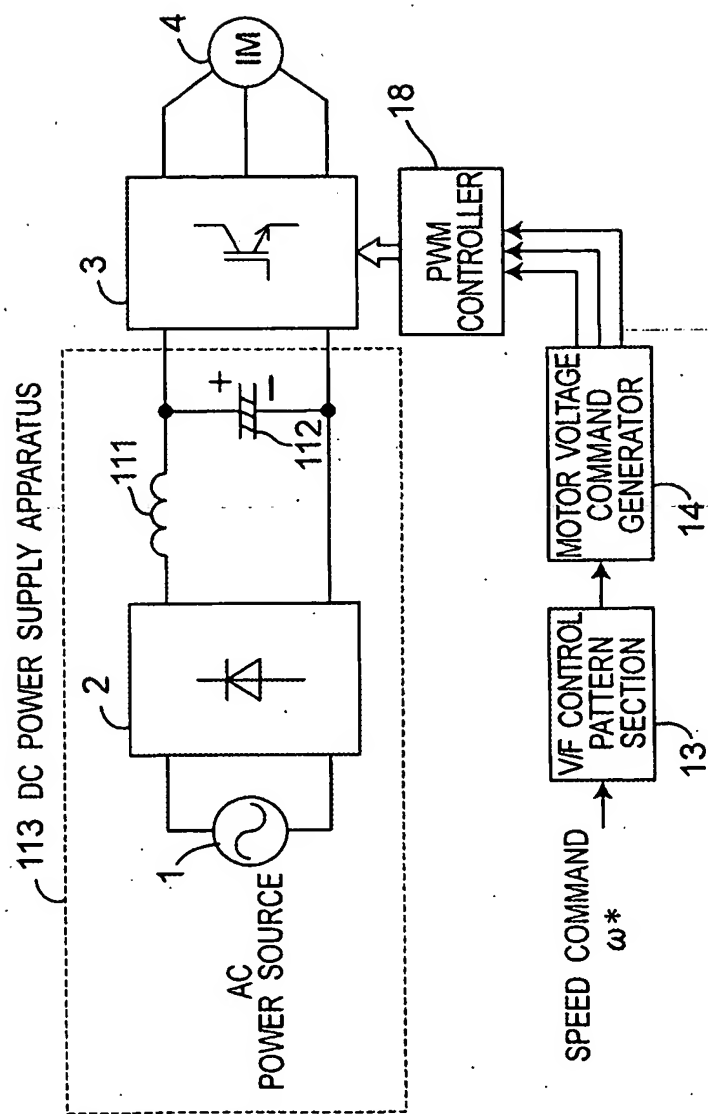 113 DC POWER SUPPLY APPARATUS
AC
POWER SOURCE
1
2
111
+
−
112
3
4
IM
18
PWM
CONTROLLER
SPEED COMMAND
ω*
V/F CONTROL
PATTERN
SECTION
13
MOTOR VOLTAGE
COMMAND
GENERATOR
14